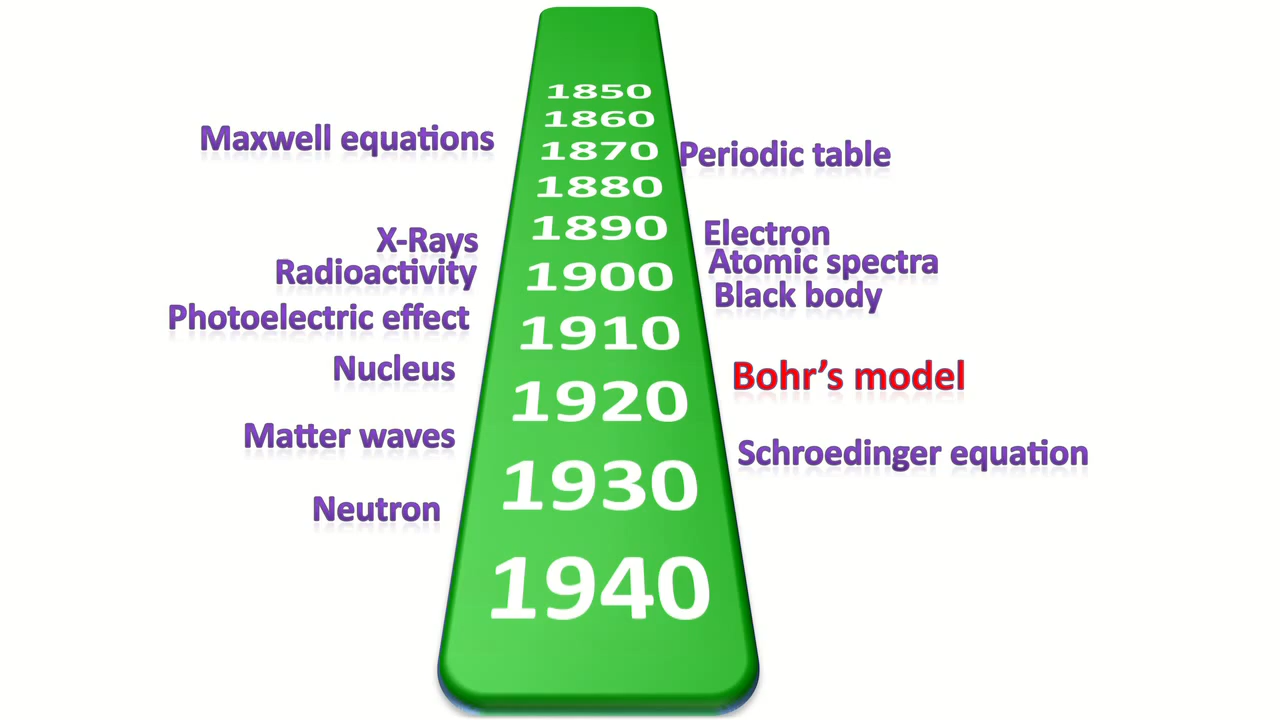 1850
1860
Maxwell equations
1870
Periodic table
1880
1890
Electron
X-Rays
Atomic spectra
Radioactivity
1900
Black body
Photoelectric effect
1910
Nucleus
Bohr’s model
1920
Matter waves
Schroedinger equation
1930
Neutron
1940